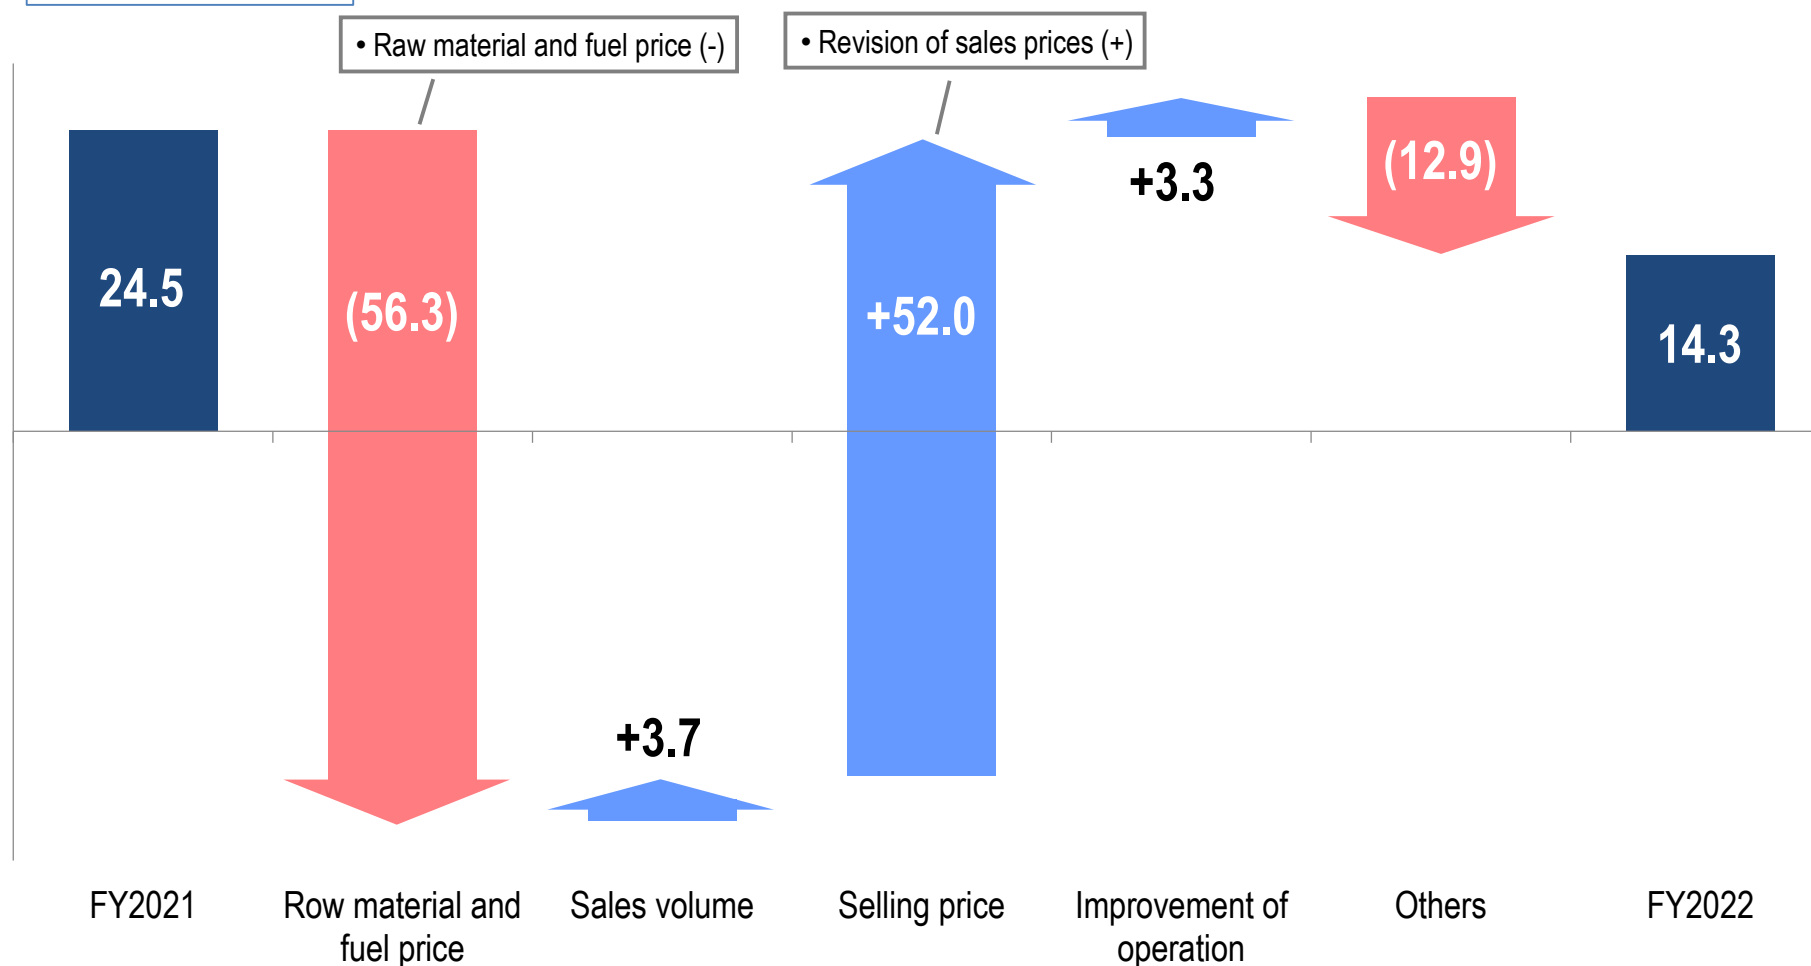 • Raw material and fuel price (-)
• Revision of sales prices (+)
24.5
(56.3)
+3.7
+52.0
+3.3
(12.9)
14.3
FY2021
Row material and
fuel price
Sales volume
Selling price
Improvement of
operation
Others
FY2022